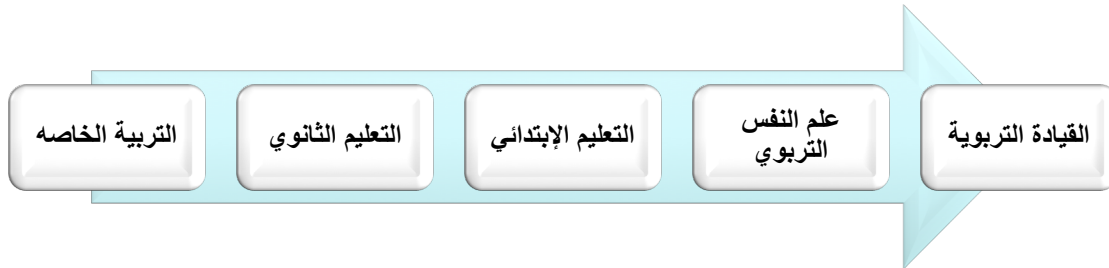 القيادة التربوية
علم النفس
التربوي
التعليم الإبتدائي
التعليم الثانوي
التربية الخاصه